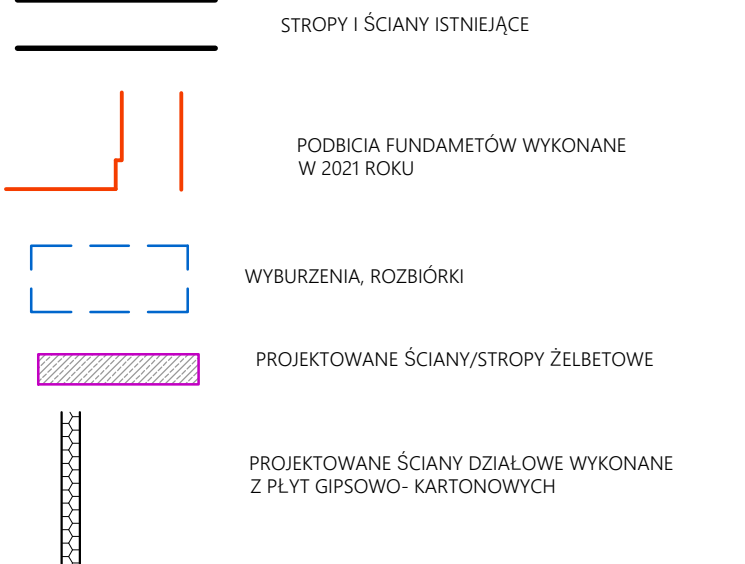 STROPY I ŚCIANY ISTNIEJĄCE
PODBICIA FUNDAMETÓW WYKONANE
W 2021 ROKU
WYBURZENIA, ROZBIÓRKI
PROJEKTOWANE ŚCIANY/STROPY ŻELBETOWE
PROJEKTOWANE ŚCIANY DZIAŁOWE WYKONANE
Z PŁYT GIPSOWO- KARTONOWYCH